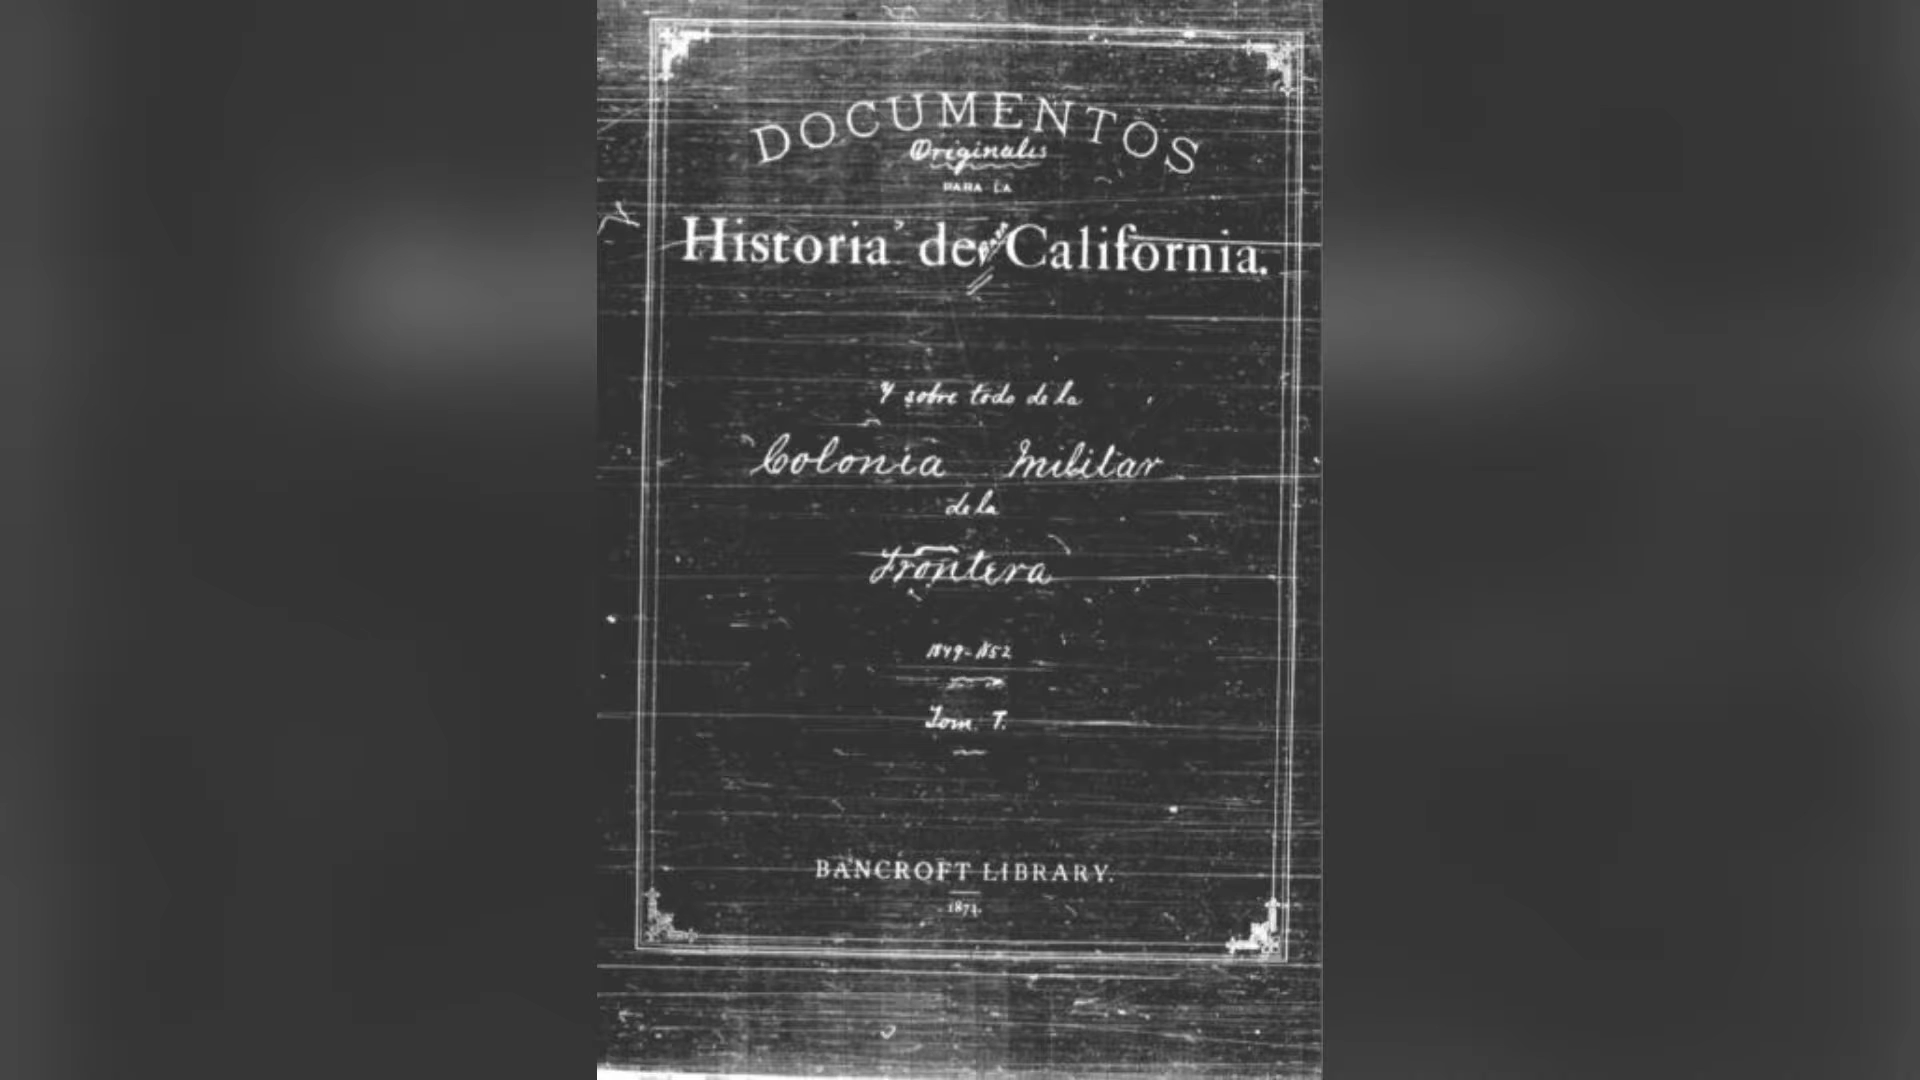 DOCUMENTOS
Originales
PARA LA
Historia de Baja California.
Y sobre todo de la
Colonia Militar
de la
Frontera
1849-1852
Tom. T.
BANCROFT LIBRARY.